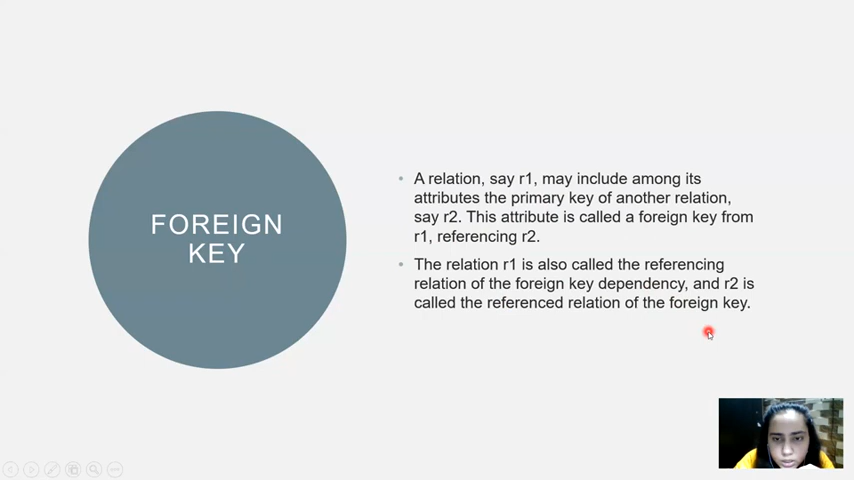 FOREIGN
KEY
• A relation, say r1, may include among its
attributes the primary key of another relation,
say r2. This attribute is called a foreign key from
r1, referencing r2.
• The relation r1 is also called the referencing
relation of the foreign key dependency, and r2 is
called the referenced relation of the foreign key.